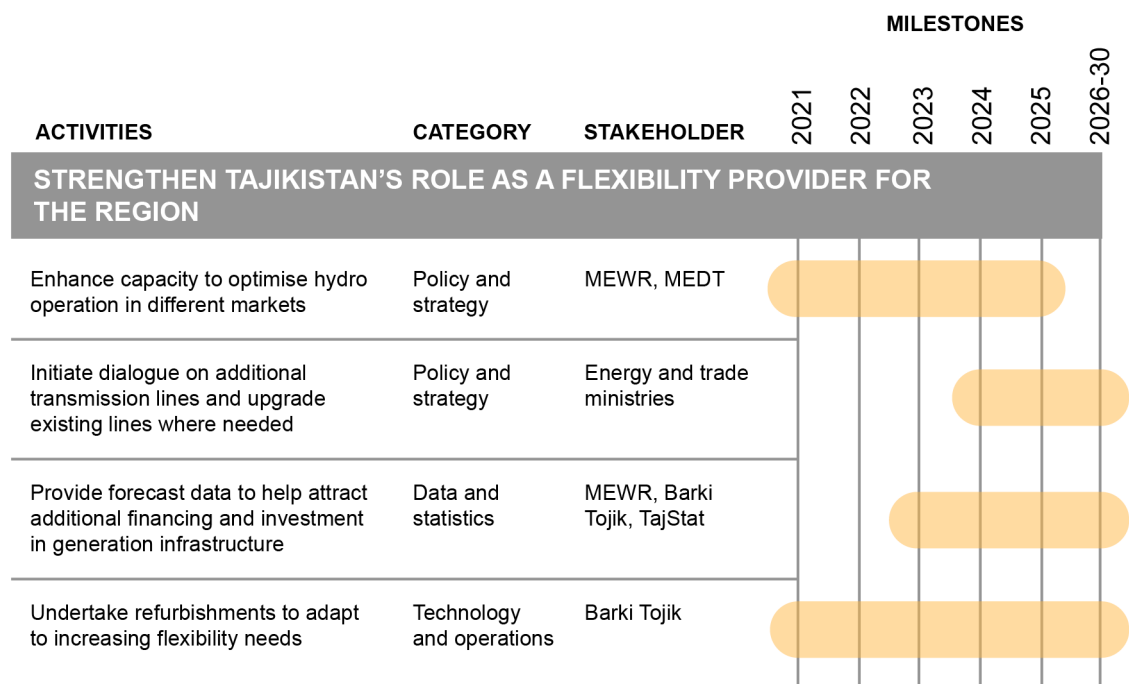 MILESTONES
ACTIVITIES
CATEGORY
STAKEHOLDER
2021
2022
2023
2024
2025
2026-30
STRENGTHEN TAJIKISTAN’S ROLE AS A FLEXIBILITY PROVIDER FOR
THE REGION
Enhance capacity to optimise hydro
operation in different markets
Policy and
strategy
MEWR, MEDT
Initiate dialogue on additional
transmission lines and upgrade
existing lines where needed
Policy and
strategy
Energy and trade
ministries
Provide forecast data to help attract
additional financing and investment
in generation infrastructure
Data and
statistics
MEWR, Barki
Tojik, TajStat
Undertake refurbishments to adapt
to increasing flexibility needs
Technology
and operations
Barki Tojik